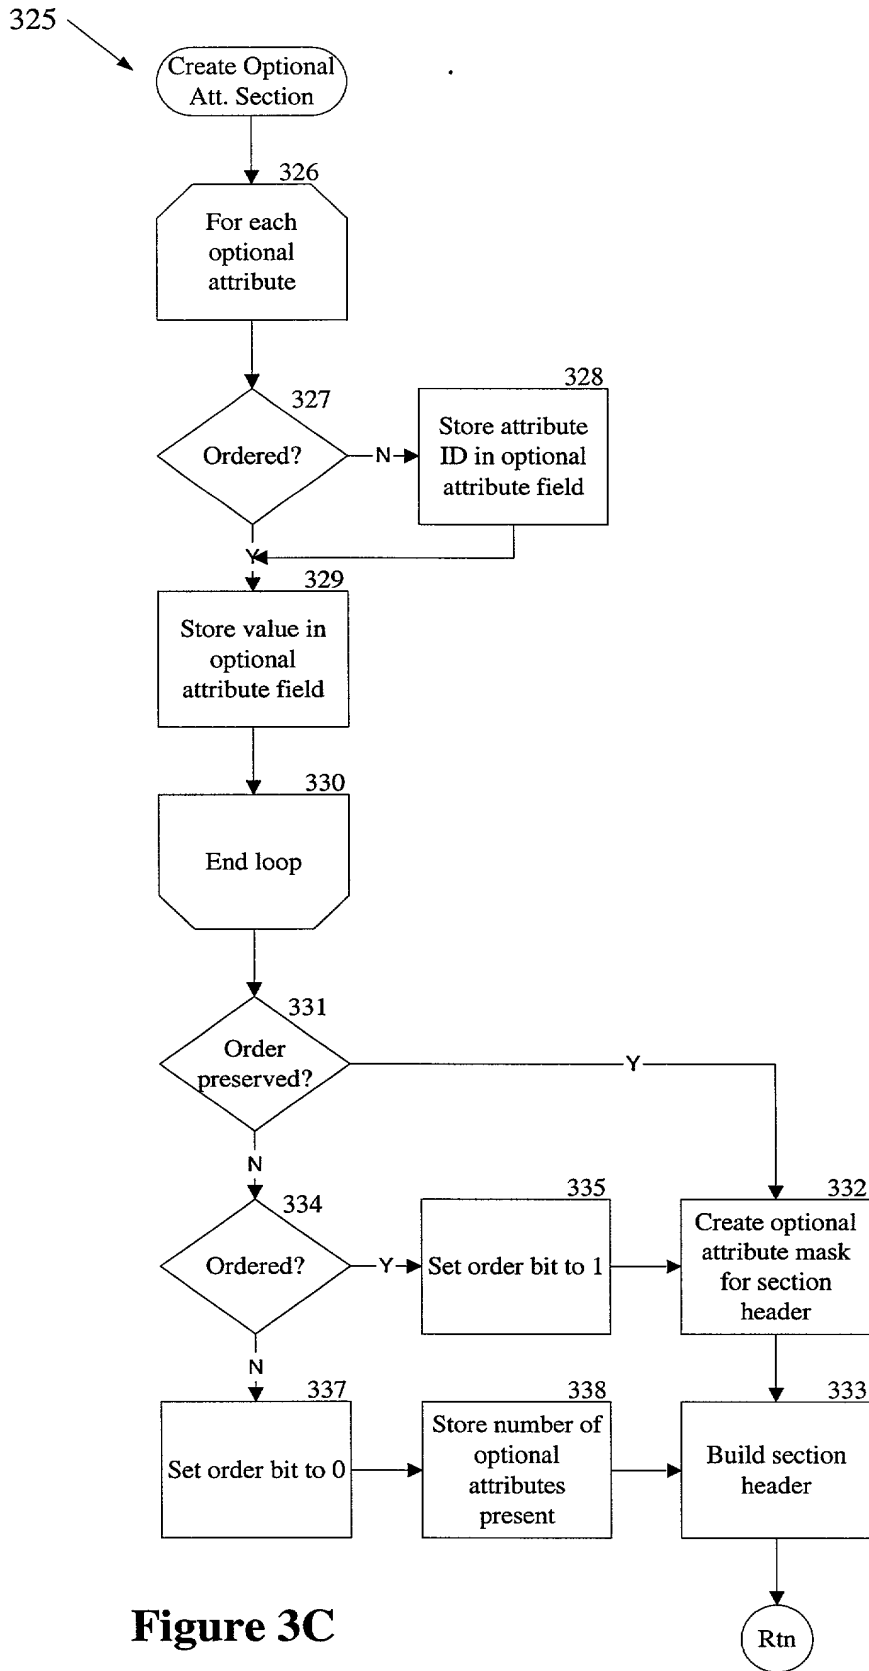 325
Create Optional
Att. Section
326
For each
optional
attribute
327
Ordered?
N
328
Store attribute
ID in optional
attribute field
Y
329
Store value in
optional
attribute field
330
End loop
331
Order
preserved?
Y
N
334
Ordered?
Y
335
Set order bit to 1
332
Create optional
attribute mask
for section
header
N
337
Set order bit to 0
338
Store number of
optional
attributes
present
333
Build section
header
Figure 3C
Rtn